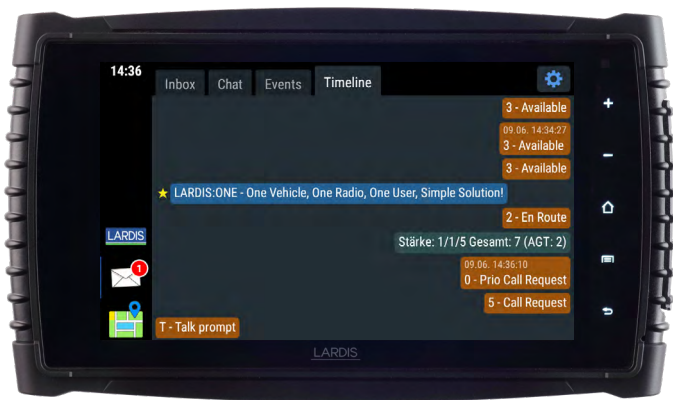 14:36
Inbox
Chat
Events
Timeline
3 - Available
09.06. 14:34:27
3 - Available
3 - Available
LARDIS:ONE - One Vehicle, One Radio, One User, Simple Solution!
2 - En Route
LARDIS
Stärke: 1/1/5 Gesamt: 7 (AGT: 2)
1
09.06. 14:36:10
0 - Prio Call Request
5 - Call Request
T - Talk prompt
LARDIS